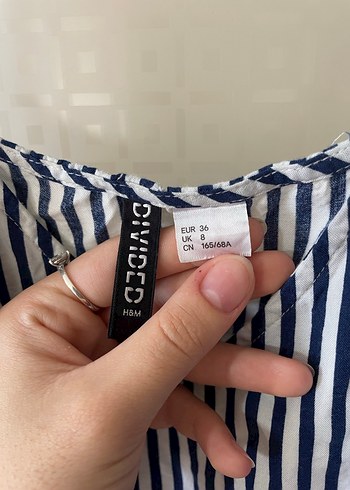 DIVIDED
H&M
EUR 36
UK 8
CN 165/68A